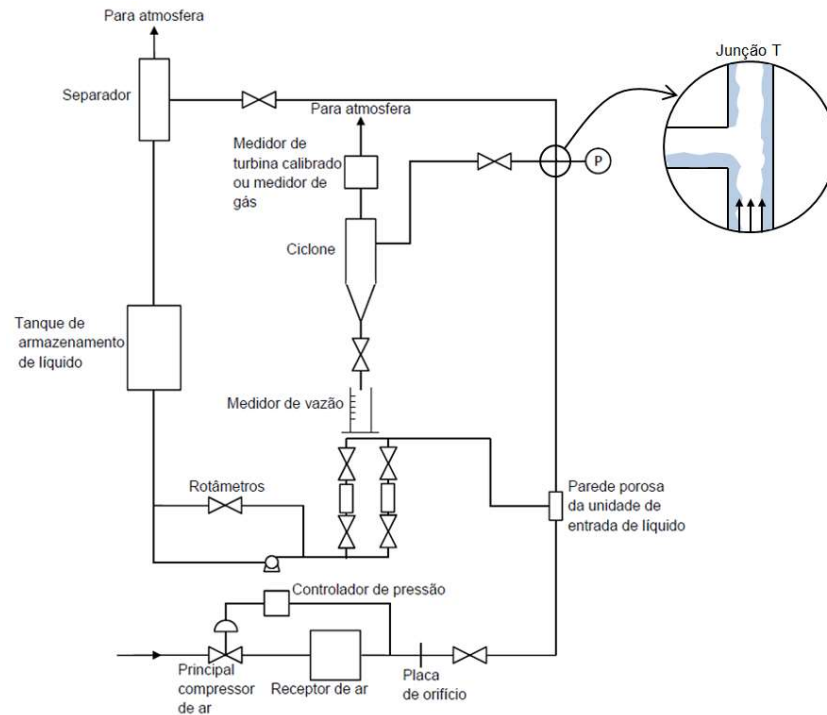 Para atmosfera
Junção T
Separador
Para atmosfera
Medidor de
turbina calibrado
ou medidor de
gás
P
Ciclone
Tanque de
armazenamento
de líquido
Medidor de vazão
Rotâmetros
Parede porosa
da unidade de
entrada de líquido
Controlador de pressão
Principal
compressor
de ar
Receptor de ar
Placa
de orifício